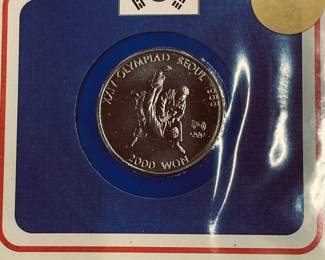 XXIV OLYMPIAD SEOUL 1988
2000 WON